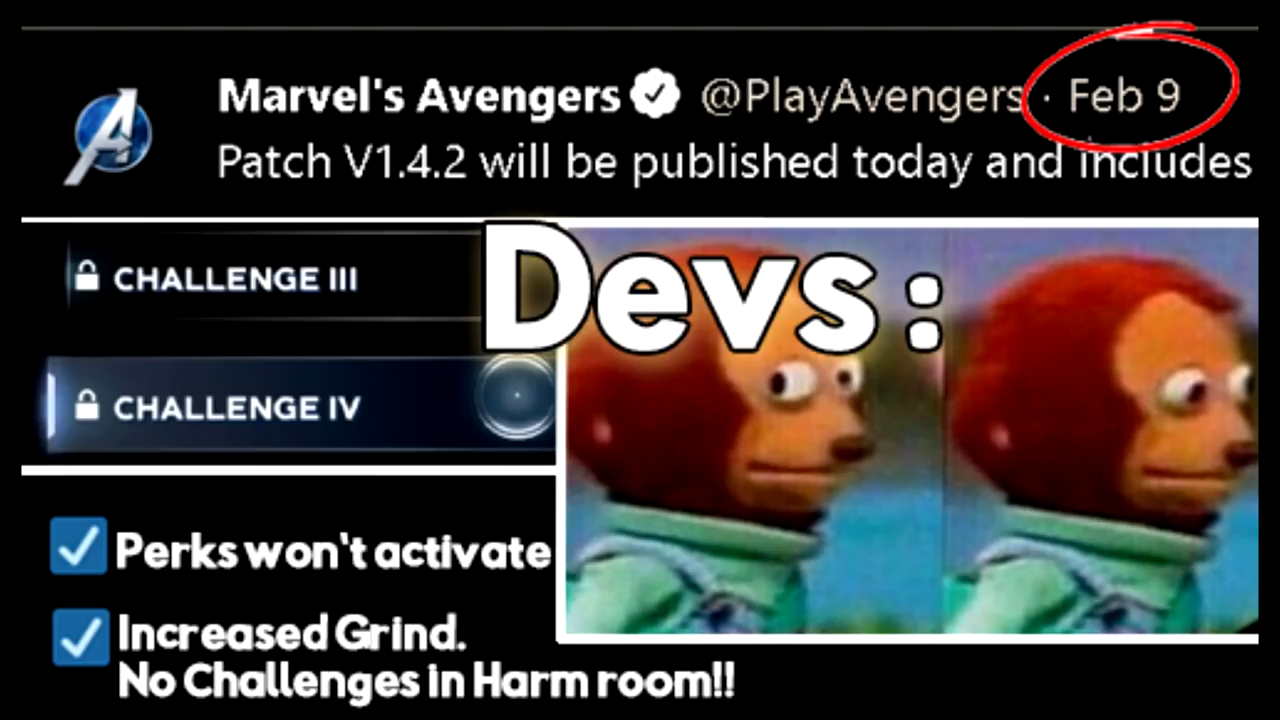 Marvel's Avengers @PlayAvengers · Feb 9
Patch V1.4.2 will be published today and includes
Devs :
CHALLENGE III
CHALLENGE IV
Perks won't activate
Increased Grind.
No Challenges in Harm room!!